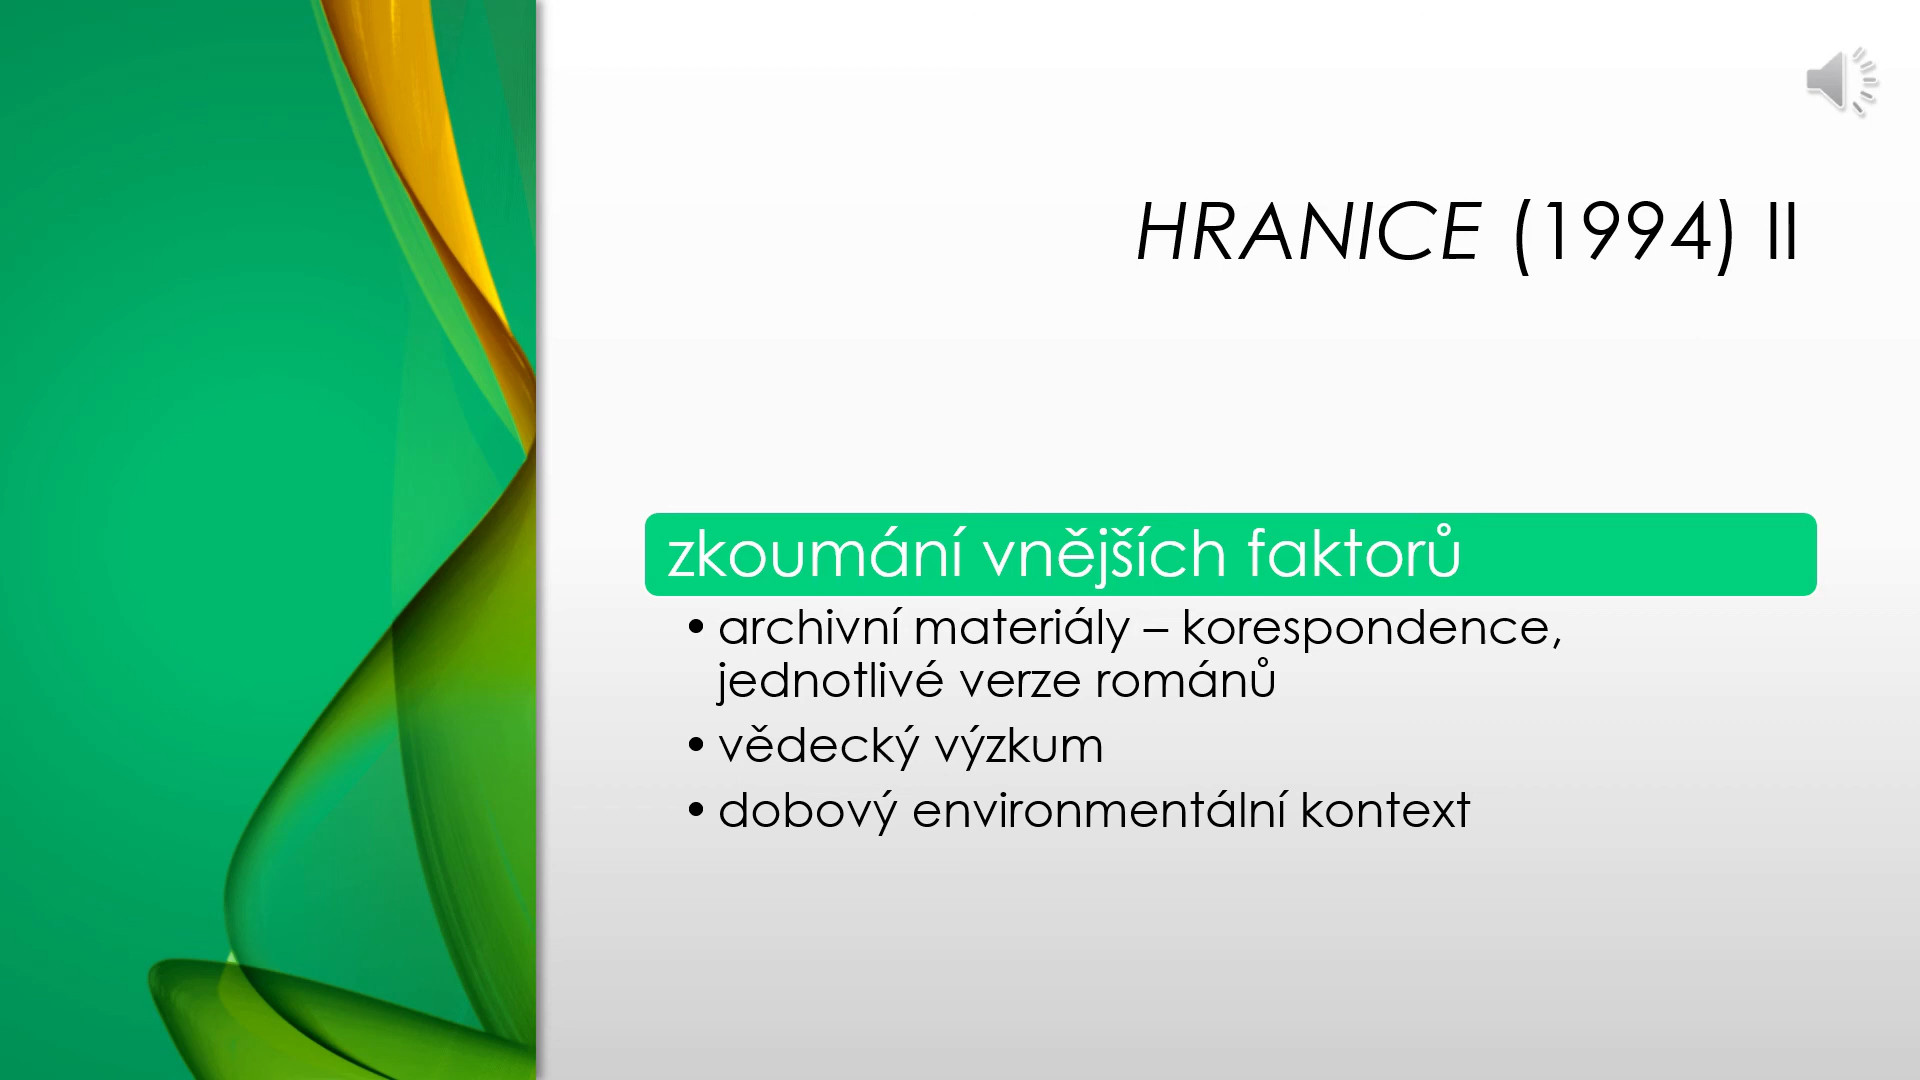 HRANICE (1994) II
zkoumání vnějších faktorů
• archivní materiály – korespondence,
jednotlivé verze románů
• vědecký výzkum
• dobový environmentální kontext